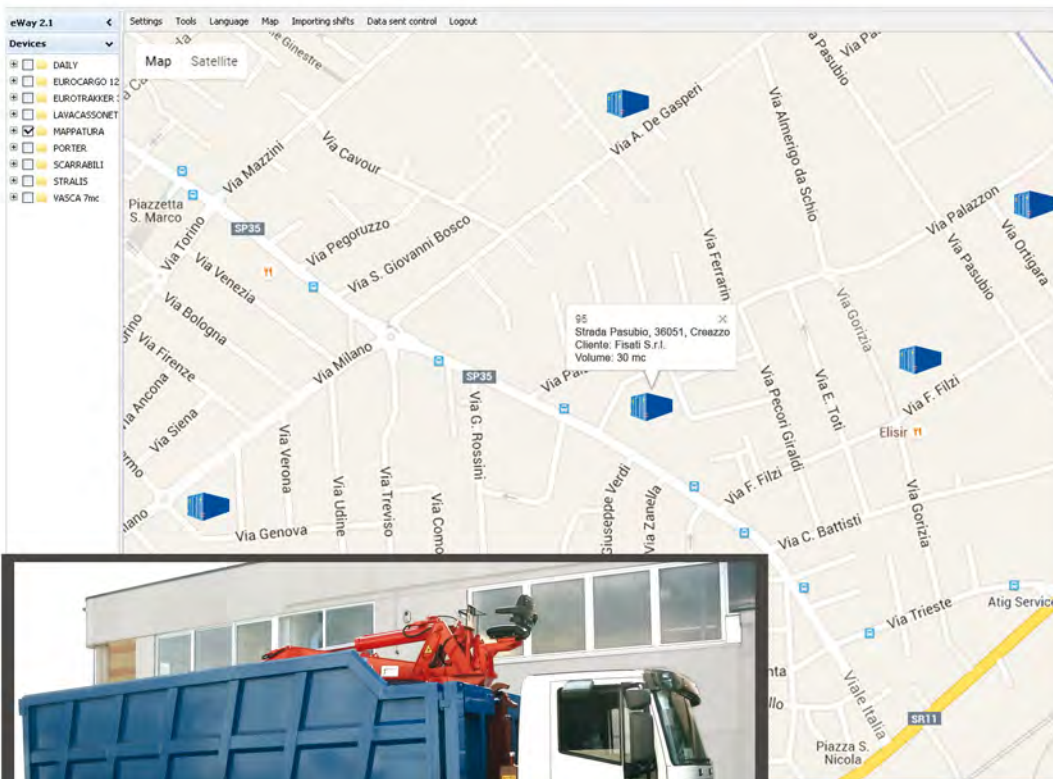 eWay 2.1
Settings Tools Language Map Importing shifts Data sent control Logout
Devices
DAILY
EUROCARGO 12
EUROTRAKKER
LAVACASSONET
MAPPATURA
PORTER
SCARRABILI
STRALIS
VASCA 7mc
Map Satellite
Ginestre
Via A. De Gasperi
Via Almerigo da Schio
a Pasubio
Via Cavour
Via Mazzini
Piazzetta
S. Marco
SP35
Via Torino
Via Pegoruzzo
Via S. Giovanni Bosco
Via Venezia
Via Bologna
Via Firenze
Via Ancona
Via Siena
Via Milano
Via Ferrarin
Via Palazzon
Via Pasubio
Via Ortigara
Via Gorizia
95
Strada Pasubio, 36051, Creazzo
Cliente: Fisati S.r.l.
Volume: 30 mc
SP35
Via G. Rossini
Via Pecori Giraldi
Via E. Toti
Via F. Filzi
Elisir
Via Verona
Via Udine
Via Treviso
Via Como
Via Genova
Via Zanella
Via F. Filzi
Via Gorizia
Via C. Battisti
Via Trieste
Atig Service
Viale Italia
SR11
Piazza S.
Nicola